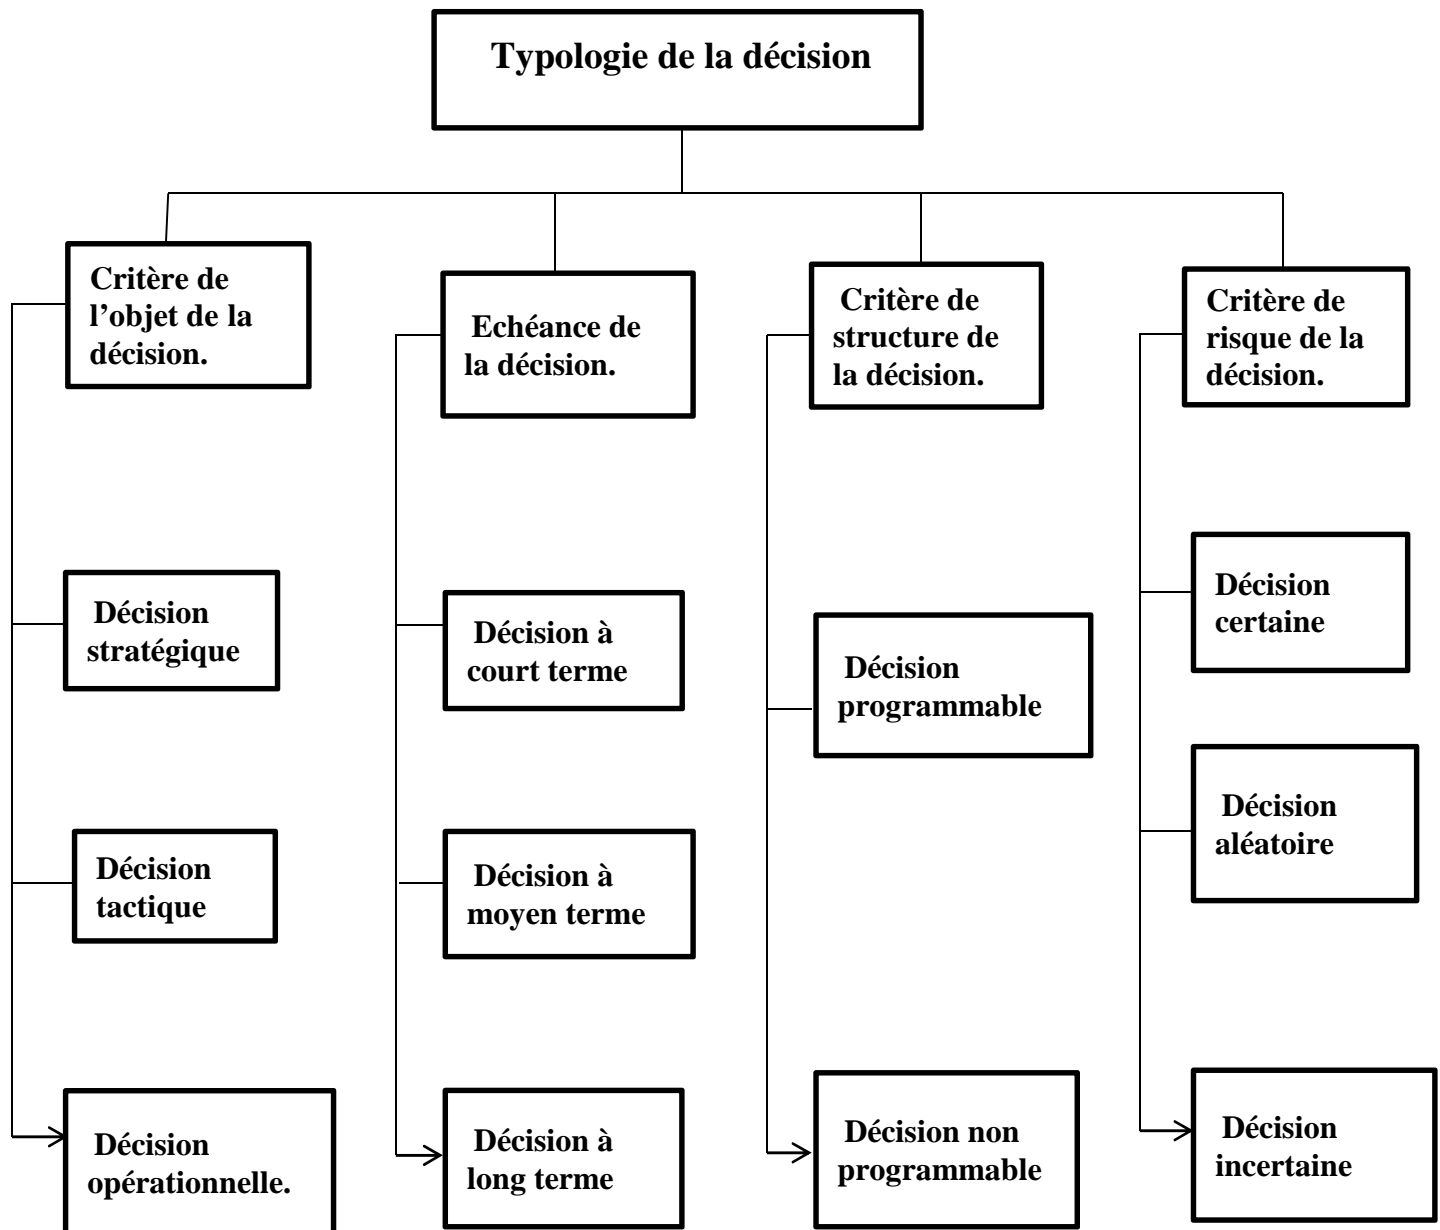 Typologie de la décision
Critère de
l’objet de la
décision.
Echéance de
la décision.
Critère de
structure de
la décision.
Critère de
risque de la
décision.
Décision
stratégique
Décision à
court terme
Décision
programmable
Décision
certaine
Décision
tactique
Décision à
moyen terme
Décision
aléatoire
Décision
opérationnelle.
Décision à
long terme
Décision non
programmable
Décision
incertaine